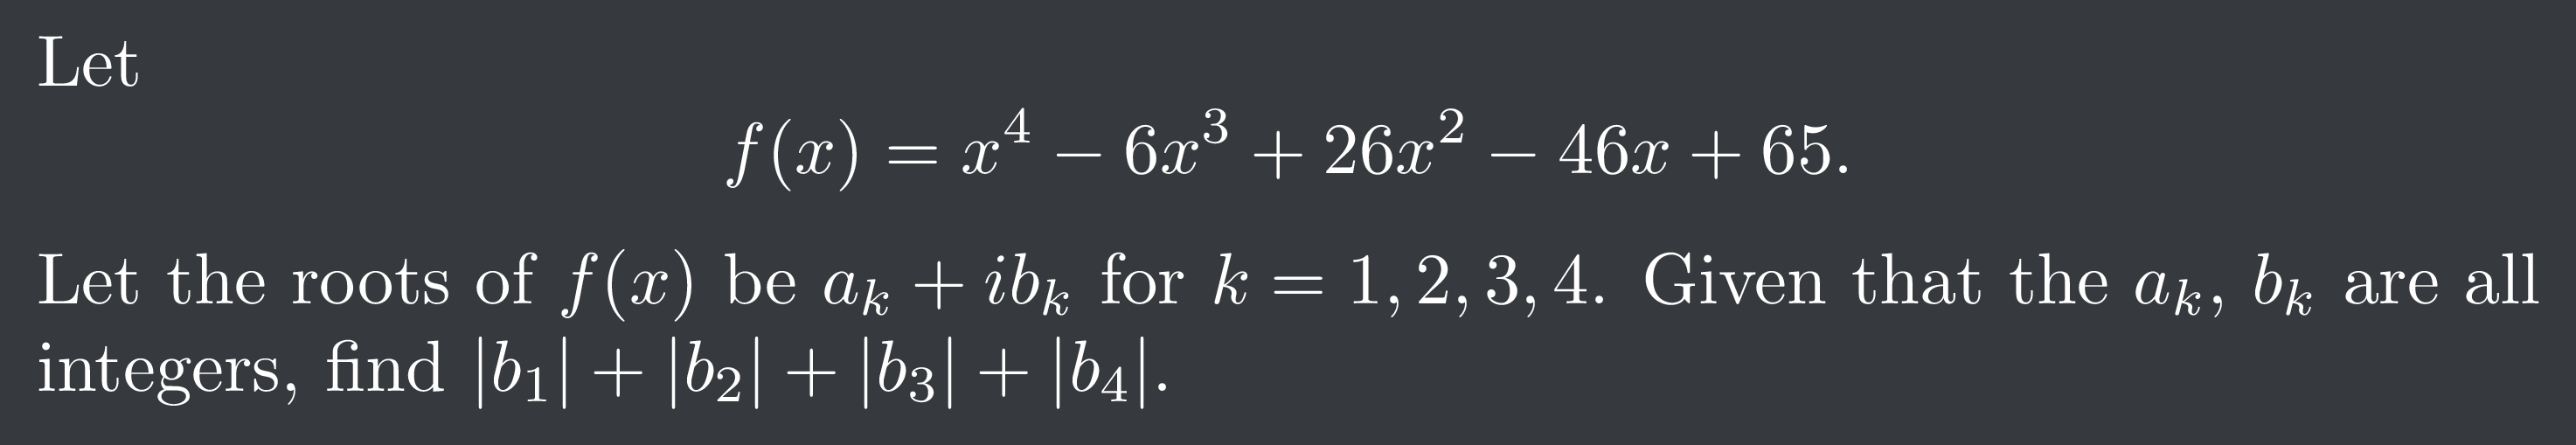 Let
f(x) = x^4 − 6x^3 + 26x^2 − 46x + 65.
Let the roots of f(x) be a_k + ib_k for k = 1, 2, 3, 4. Given that the a_k, b_k are all
integers, find |b_1| + |b_2| + |b_3| + |b_4|.